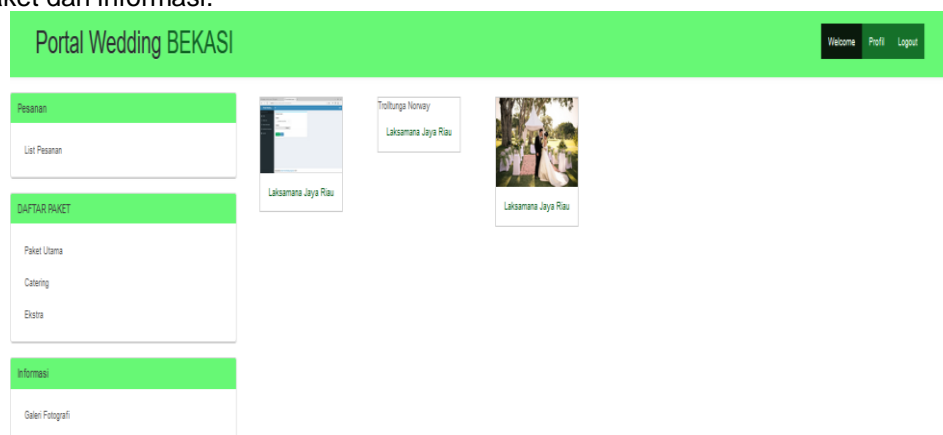 paket dan informasi.
Portal Wedding BEKASI
Welcome Profil Logout
Pesanan
List Pesanan
DAFTAR PAKET
Paket Utama
Catering
Ekstra
Informasi
Galeri Fotografi
Laksamana Jaya Riau
Trolltunga Norway
Laksamana Jaya Riau
Laksamana Jaya Riau